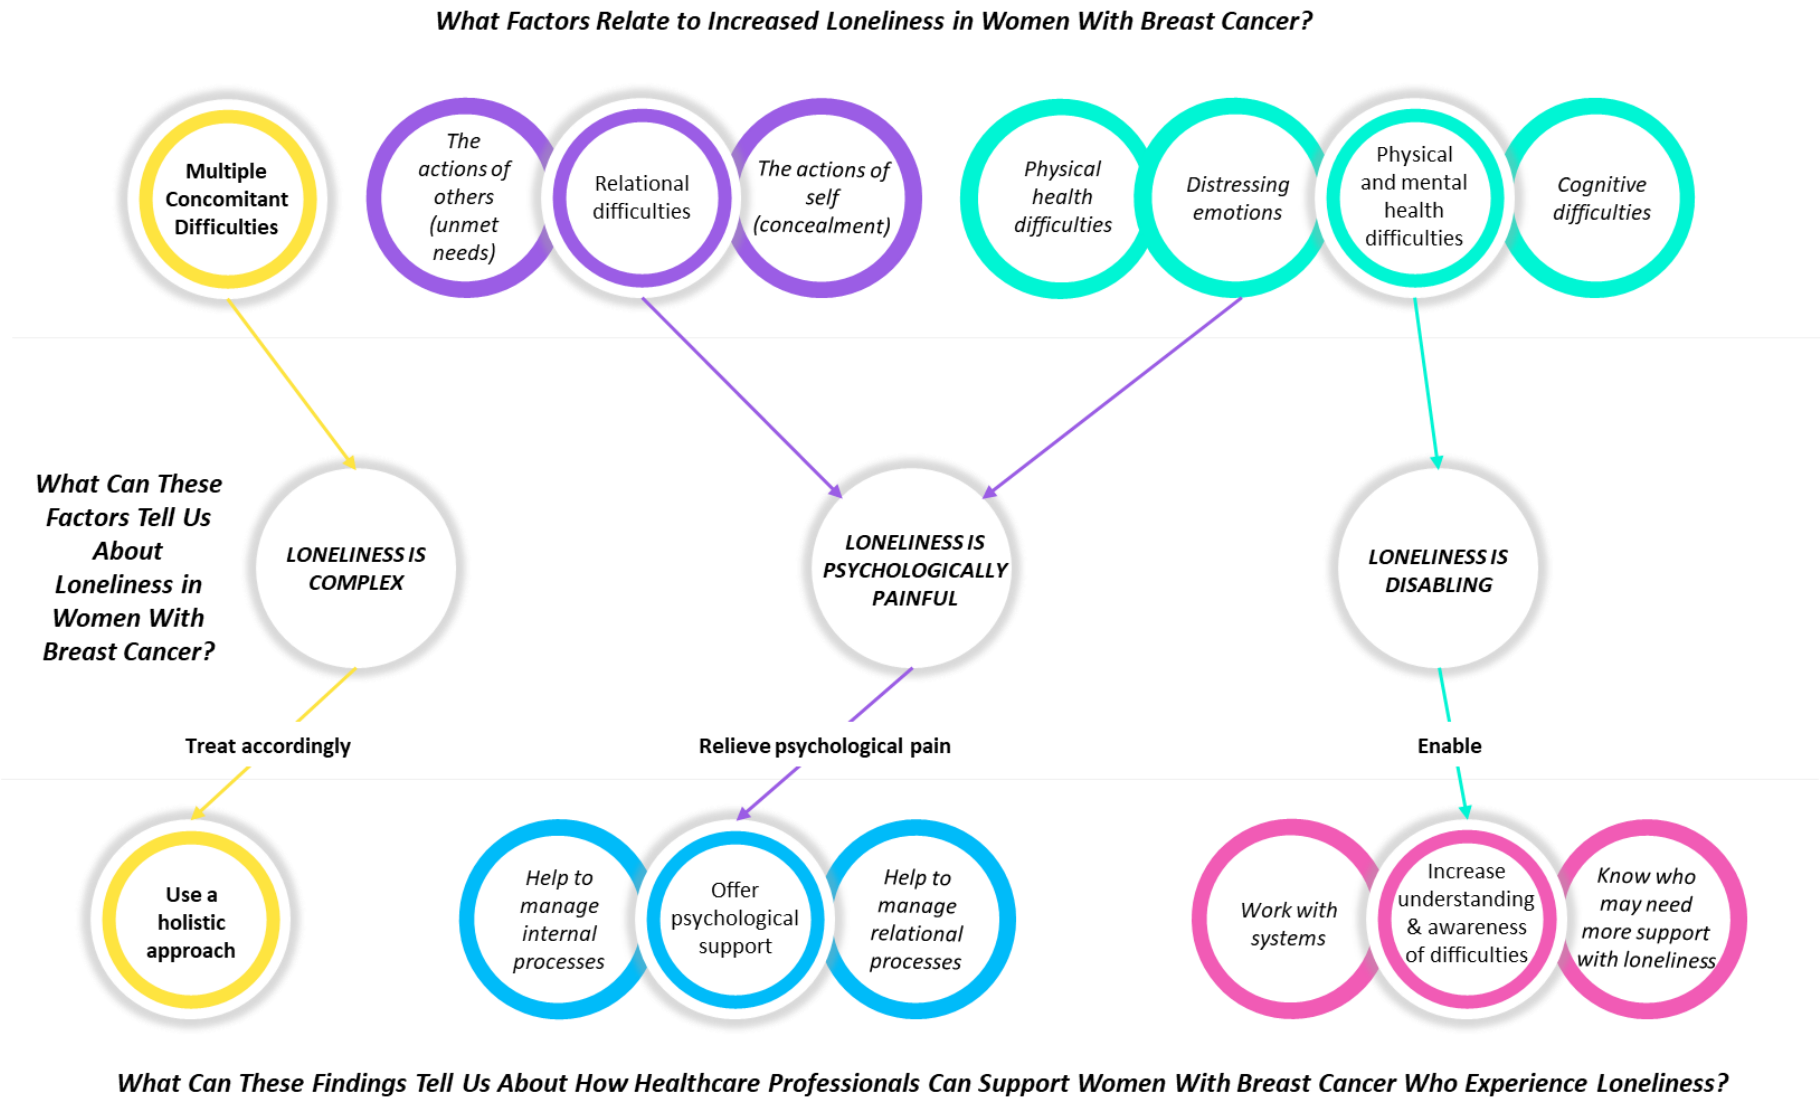 What Factors Relate to Increased Loneliness in Women With Breast Cancer?
Multiple
Concomitant
Difficulties
The
actions of
others
(unmet
needs)
Relational
difficulties
The actions of
self
(concealment)
Physical
health
difficulties
Distressing
emotions
Physical
and mental
health
difficulties
Cognitive
difficulties
What Can These
Factors Tell Us
About
Loneliness in
Women With
Breast Cancer?
LONELINESS IS
COMPLEX
LONELINESS IS
PSYCHOLOGICALLY
PAINFUL
LONELINESS IS
DISABLING
Treat accordingly
Relieve psychological pain
Enable
Use a
holistic
approach
Help to
manage
internal
processes
Offer
psychological
support
Help to
manage
relational
processes
Work with
systems
Increase
understanding
& awareness
of difficulties
Know who
may need
more support
with loneliness
What Can These Findings Tell Us About How Healthcare Professionals Can Support Women With Breast Cancer Who Experience Loneliness?